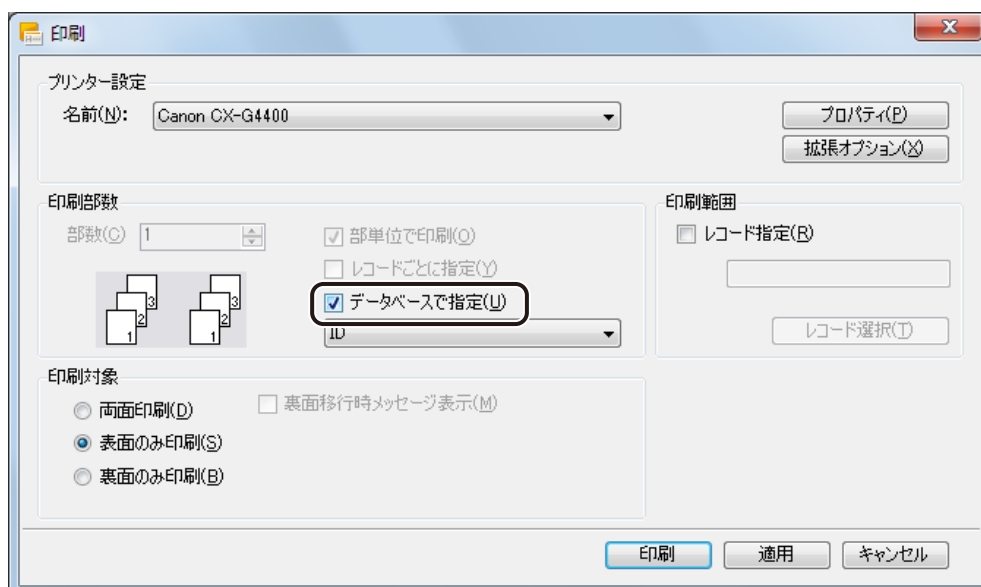 印刷
プリンター設定
名前(N): Canon CX-G4400
プロパティ(P)
拡張オプション(X)
印刷部数
部数(C) 1
部単位で印刷(O)
レコードごとに指定(Y)
データベースで指定(U)
ID
3
2
1
3
2
1
印刷範囲
レコード指定(R)
レコード選択(T)
印刷対象
両面印刷(D)
裏面移行時メッセージ表示(M)
表面のみ印刷(S)
裏面のみ印刷(B)
印刷 適用 キャンセル